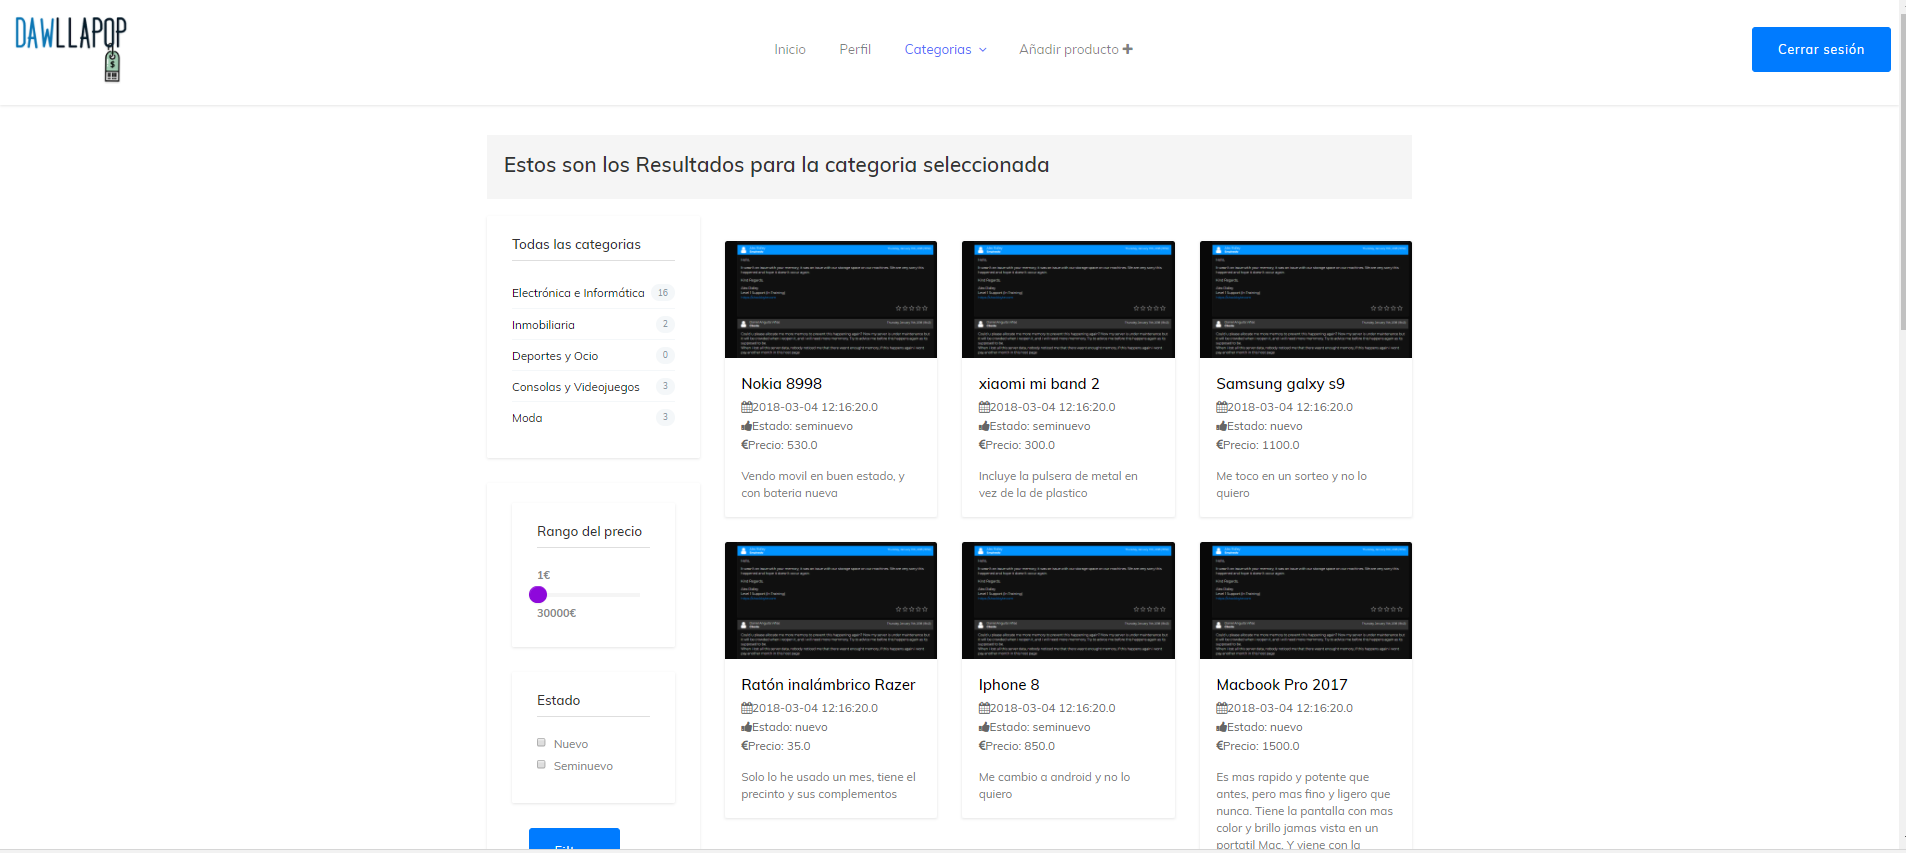 DAWLLAPOP
Inicio
Perfil
Categorias
Añadir producto
Cerrar sesión
Estos son los Resultados para la categoria seleccionada
Todas las categorias
Electrónica e Informática 16
Inmobiliaria 2
Deportes y Ocio 0
Consolas y Videojuegos 3
Moda 3
Rango del precio
1€
30000€
Estado
Nuevo
Seminuevo
Nokia 8998
2018-03-04 12:16:20.0
Estado: seminuevo
€Precio: 530.0
Vendo movil en buen estado, y
con bateria nueva
xiaomi mi band 2
2018-03-04 12:16:20.0
Estado: seminuevo
€Precio: 300.0
Incluye la pulsera de metal en
vez de la de plastico
Samsung galxy s9
2018-03-04 12:16:20.0
Estado: nuevo
€Precio: 1100.0
Me toco en un sorteo y no lo
quiero
Ratón inalámbrico Razer
2018-03-04 12:16:20.0
Estado: nuevo
€Precio: 35.0
Solo lo he usado un mes, tiene el
precinto y sus complementos
Iphone 8
2018-03-04 12:16:20.0
Estado: seminuevo
€Precio: 850.0
Me cambio a android y no lo
quiero
Macbook Pro 2017
2018-03-04 12:16:20.0
Estado: nuevo
€Precio: 1500.0
Es mas rapido y potente que
antes, pero mas fino y ligero que
nunca. Tiene la pantalla con mas
color y brillo jamas vista en un
portatil Mac. Y viene con la